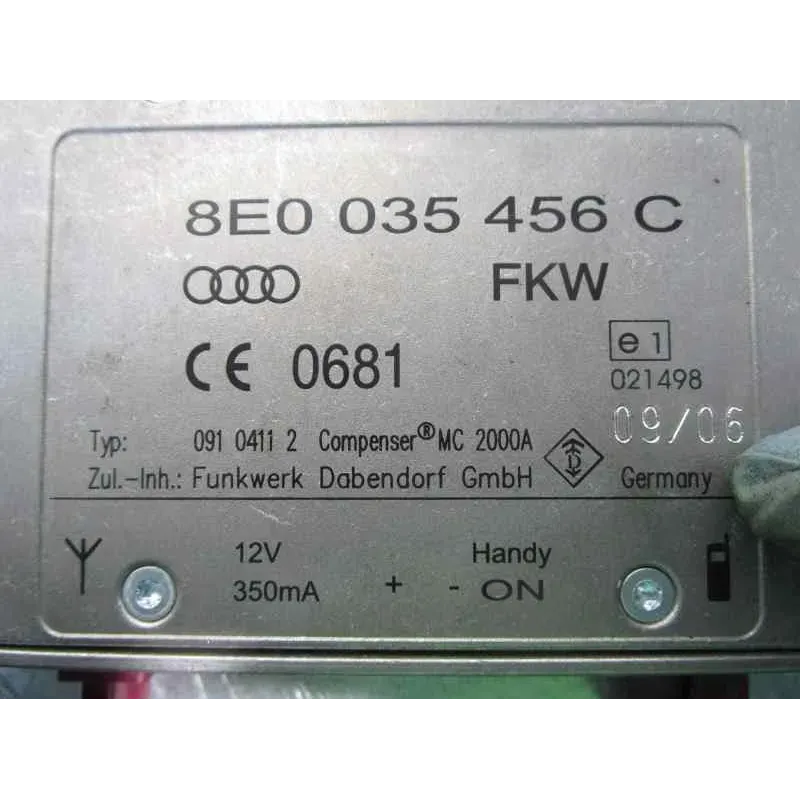 8E0 035 456 C
FKW
CE 0681
e 1
021498
09/06
Typ: 091 0411 2 Compenser® MC 2000A
Zul.-Inh.: Funkwerk Dabendorf GmbH Germany
12V Handy
350mA + - ON